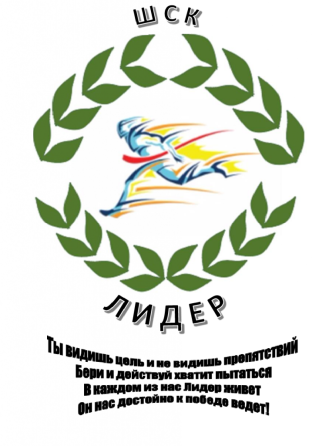 ШСК
ЛИДЕР
Ты видишь цель и не видишь препятствий
Бери и действуй хватит пытаться
В каждом из нас Лидер живет
Он нас достойно к победе ведет!